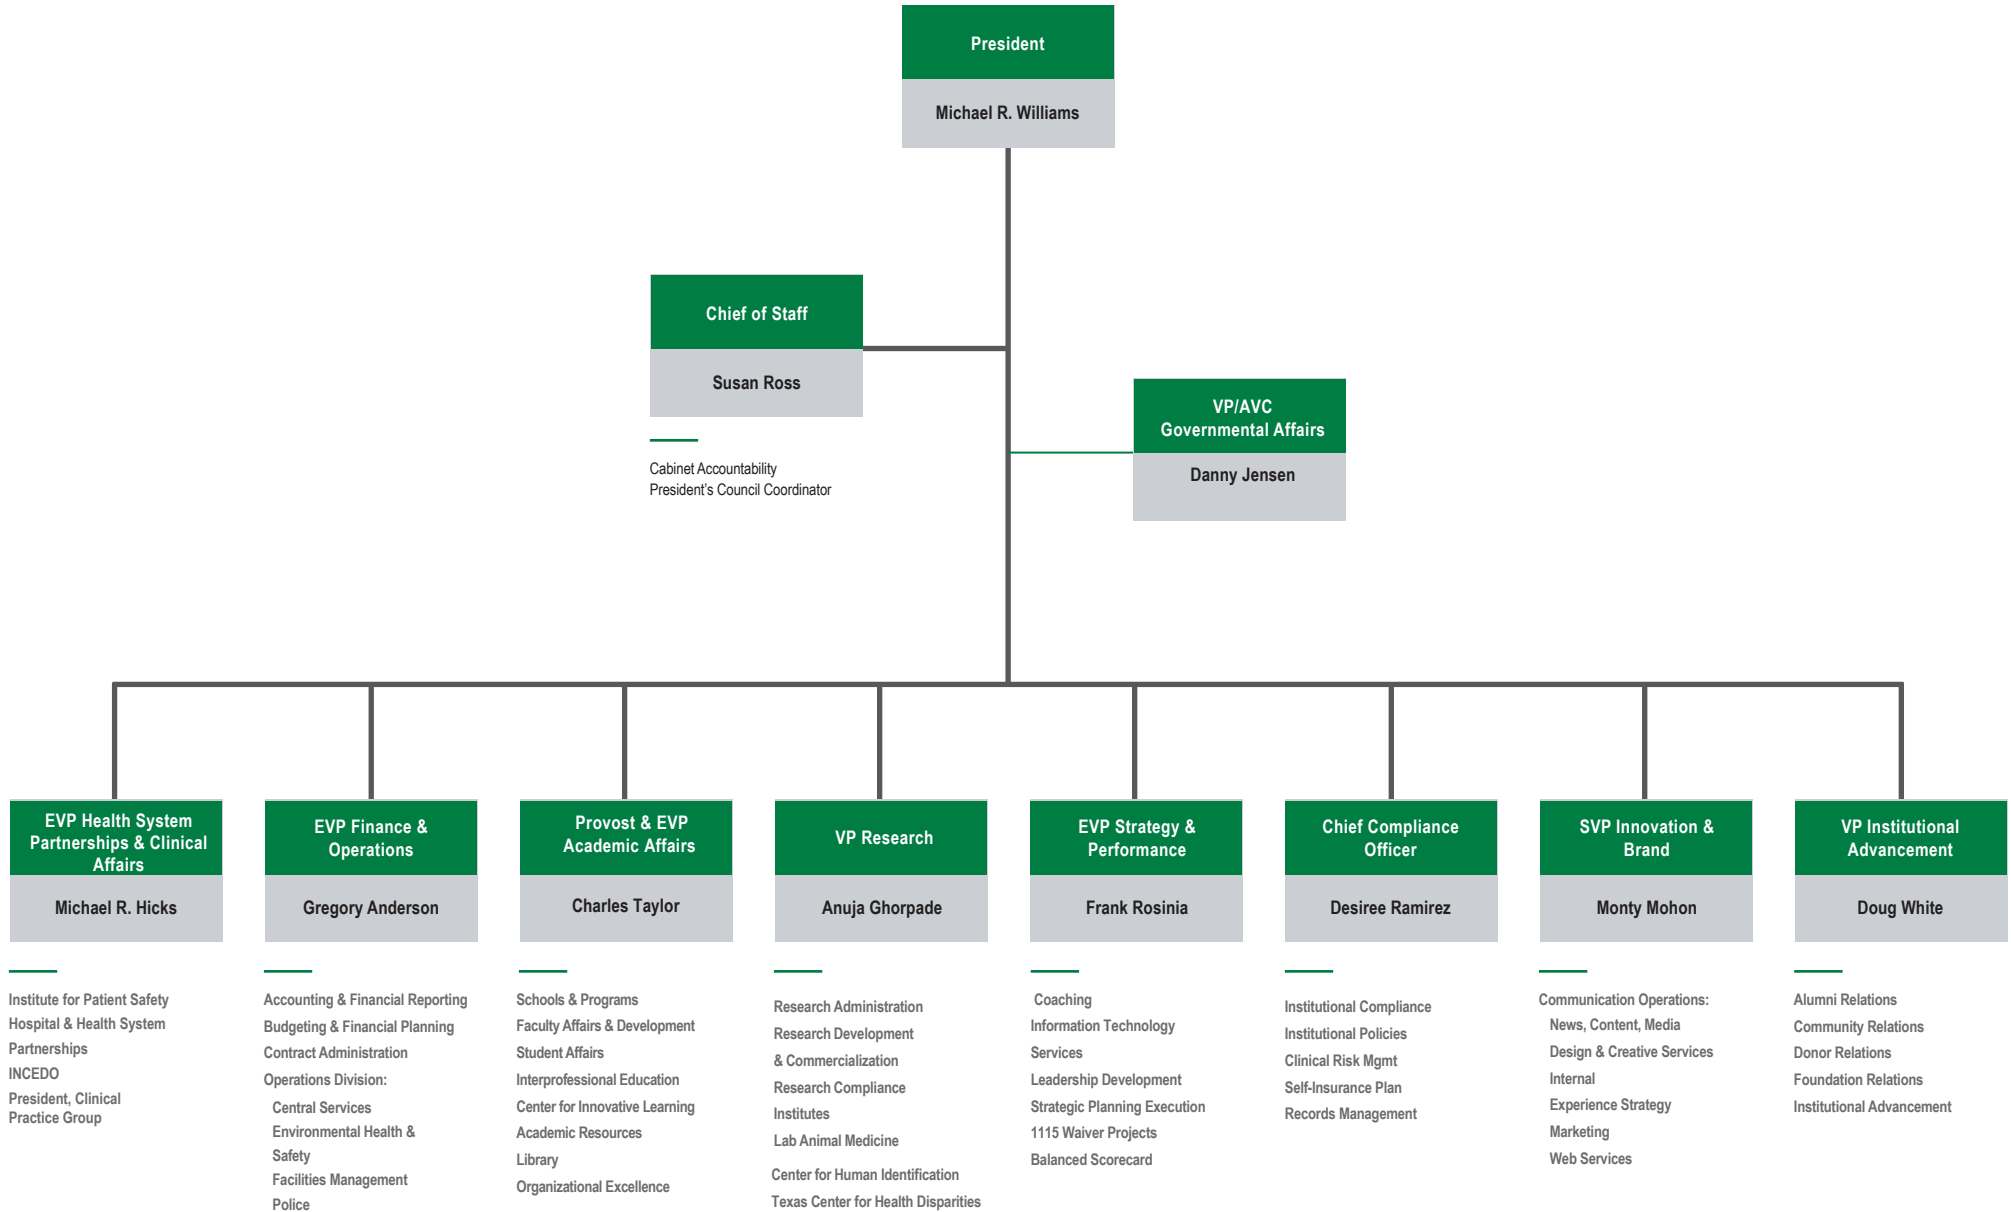 President
Michael R. Williams
Chief of Staff
Susan Ross
Cabinet Accountability
President’s Council Coordinator
VP/AVC
Governmental Affairs
Danny Jensen
EVP Health System
Partnerships & Clinical
Affairs
Michael R. Hicks
Institute for Patient Safety
Hospital & Health System
Partnerships
INCEDO
President, Clinical
Practice Group
EVP Finance &
Operations
Gregory Anderson
Accounting & Financial Reporting
Budgeting & Financial Planning
Contract Administration
Operations Division:
Central Services
Environmental Health &
Safety
Facilities Management
Police
Provost & EVP
Academic Affairs
Charles Taylor
Schools & Programs
Faculty Affairs & Development
Student Affairs
Interprofessional Education
Center for Innovative Learning
Academic Resources
Library
Organizational Excellence
VP Research
Anuja Ghorpade
Research Administration
Research Development
& Commercialization
Research Compliance
Institutes
Lab Animal Medicine
Center for Human Identification
Texas Center for Health Disparities
EVP Strategy &
Performance
Frank Rosinia
Coaching
Information Technology
Services
Leadership Development
Strategic Planning Execution
1115 Waiver Projects
Balanced Scorecard
Chief Compliance
Officer
Desiree Ramirez
Institutional Compliance
Institutional Policies
Clinical Risk Mgmt
Self-Insurance Plan
Records Management
SVP Innovation &
Brand
Monty Mohon
Communication Operations:
News, Content, Media
Design & Creative Services
Internal
Experience Strategy
Marketing
Web Services
VP Institutional
Advancement
Doug White
Alumni Relations
Community Relations
Donor Relations
Foundation Relations
Institutional Advancement